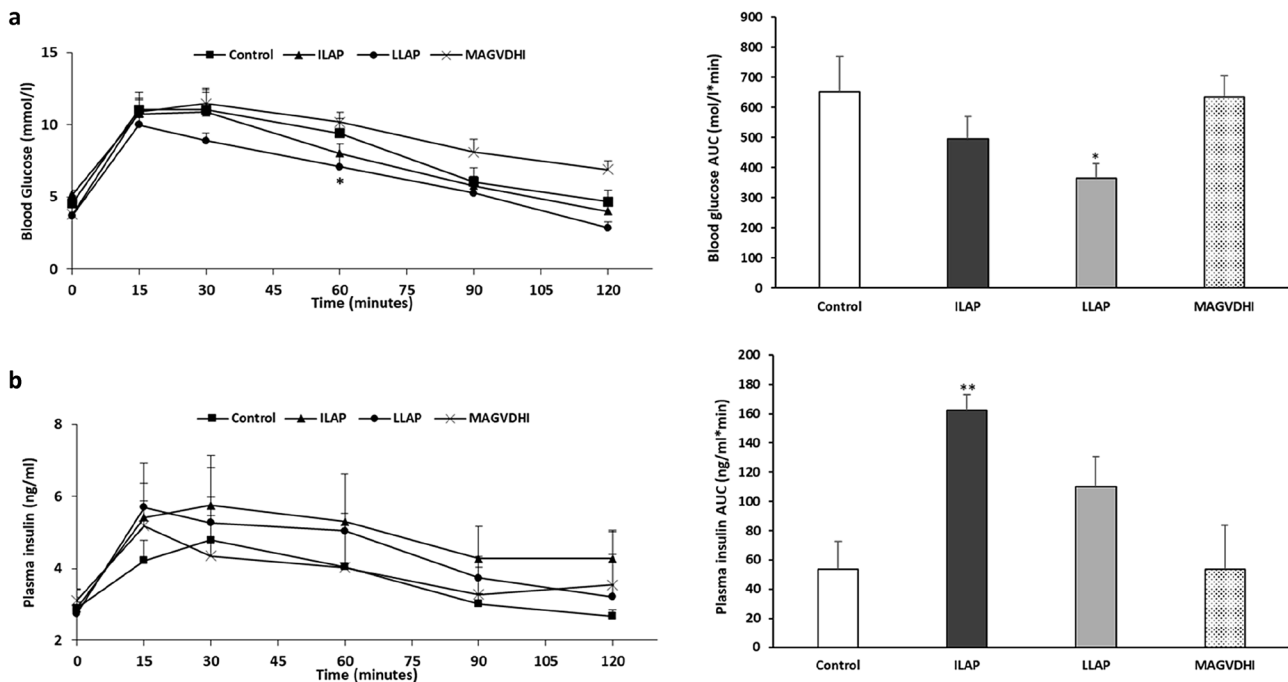 a
Control ILAP LLAP MAGVDHI
Blood Glucose (mmol/l)
15
10
5
0
0 15 30 45 60 75 90 105 120
Time (minutes)
*
Blood glucose AUC (mol/l*min)
900
800
700
600
500
400
300
200
100
0
*
Control ILAP LLAP MAGVDHI
b
Control ILAP LLAP MAGVDHI
Plasma insulin (ng/ml)
8
6
4
2
0 15 30 45 60 75 90 105 120
Time (minutes)
Plasma insulin AUC (ng/ml*min)
200
180
160
140
120
100
80
60
40
20
0
**
Control ILAP LLAP MAGVDHI